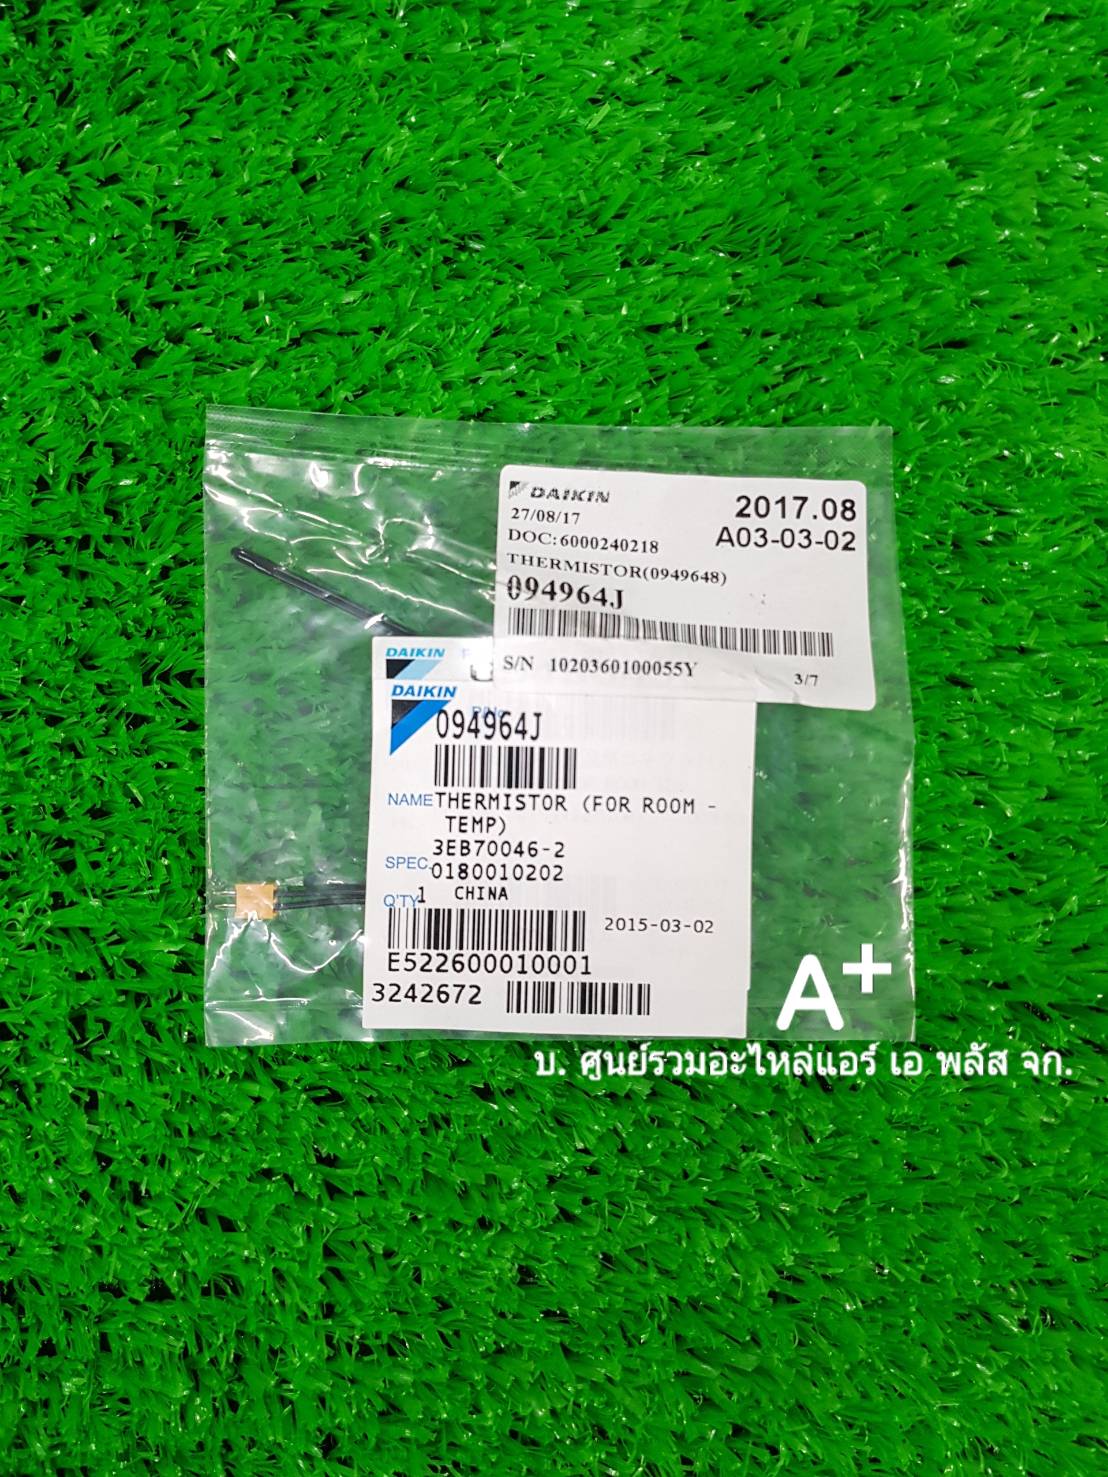 DAIKIN
2017.08
27/08/17
A03-03-02
DOC:6000240218
THERMISTOR(0949648)
094964J
S/N 1020360100055Y
3/7
DAIKIN
DAIKIN
094964J
NAME THERMISTOR (FOR ROOM -
TEMP)
3EB70046-2
SPEC. 0180010202
Q'TY 1 CHINA
2015-03-02
E522600010001
3242672
A+
บ. ศูนย์รวมอะไหล่แอร์ เอ พลัส จก.